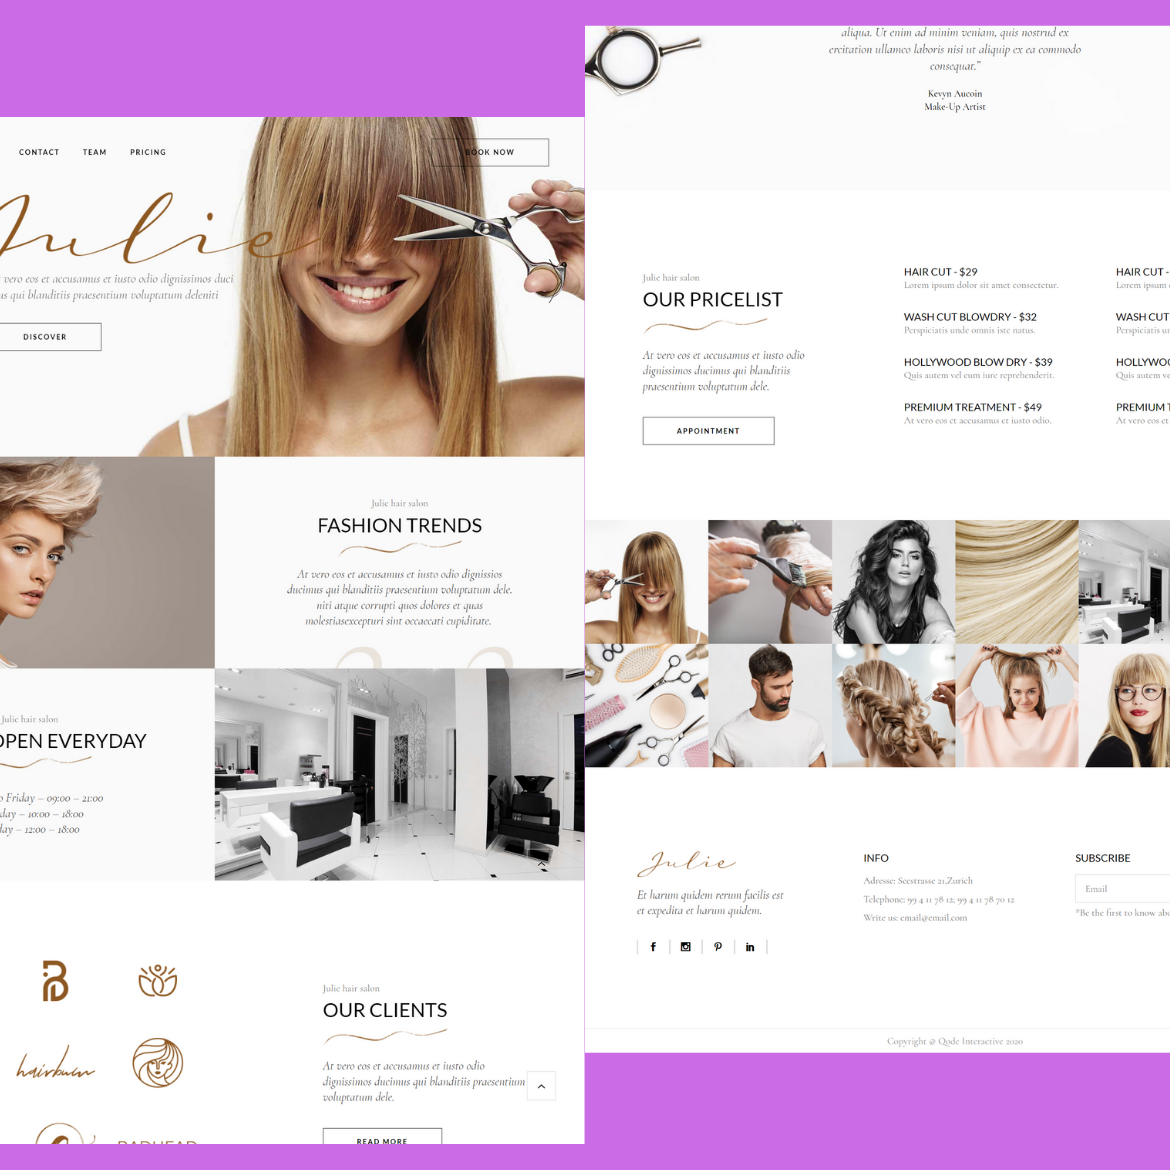 CONTACT TEAM PRICING
BOOK NOW
Julie
vero eos et accusamus et iusto odio dignissimos duci
us qui blanditiis praesentium voluptatum deleniti
DISCOVER
Julie hair salon
FASHION TRENDS
At vero eos et accusamus et iusto odio dignissios
ducimus qui blanditiis praesentium voluptatum dele.
niti atque corrupti quos dolores et quas
molestiasexcepturi sint occaecati cupiditate.
Julie hair salon
OPEN EVERYDAY
o Friday – 09:00 – 21:00
day – 10:00 – 18:00
day – 12:00 – 18:00
hairbuin
Julie hair salon
OUR CLIENTS
At vero eos et accusamus et iusto odio
dignissimos ducimus qui blanditiis praesentium
voluptatum dele.
READ MORE
aliqua. Ut enim ad minim veniam, quis nostrud ex
ercitation ullamco laboris nisi ut aliquip ex ea commodo
consequat.”
Kevyn Aucoin
Make-Up Artist
Julie hair salon
OUR PRICELIST
At vero eos et accusamus et iusto odio
dignissimos ducimus qui blanditiis
praesentium voluptatum dele.
APPOINTMENT
HAIR CUT - $29
Lorem ipsum dolor sit amet consectetur.
WASH CUT BLOWDRY - $32
Perspiciatis unde omnis iste natus.
HOLLYWOOD BLOW DRY - $39
Quis autem vel eum iure reprehenderit.
PREMIUM TREATMENT - $49
At vero eos et accusamus et iusto odio.
HAIR CUT -
Lorem ipsum
WASH CUT
Perspiciatis u
HOLLYWOO
Quis autem v
PREMIUM T
At vero eos et
Julie
Et harum quidem rerum facilis est
et expedita et harum quidem.
INFO
Adresse: Seestrasse 21,Zurich
Telephone: 99 4 11 78 12; 99 4 11 78 70 12
Write us: email@email.com
SUBSCRIBE
Email
*Be the first to know abo
Copyright @ Qode Interactive 2020